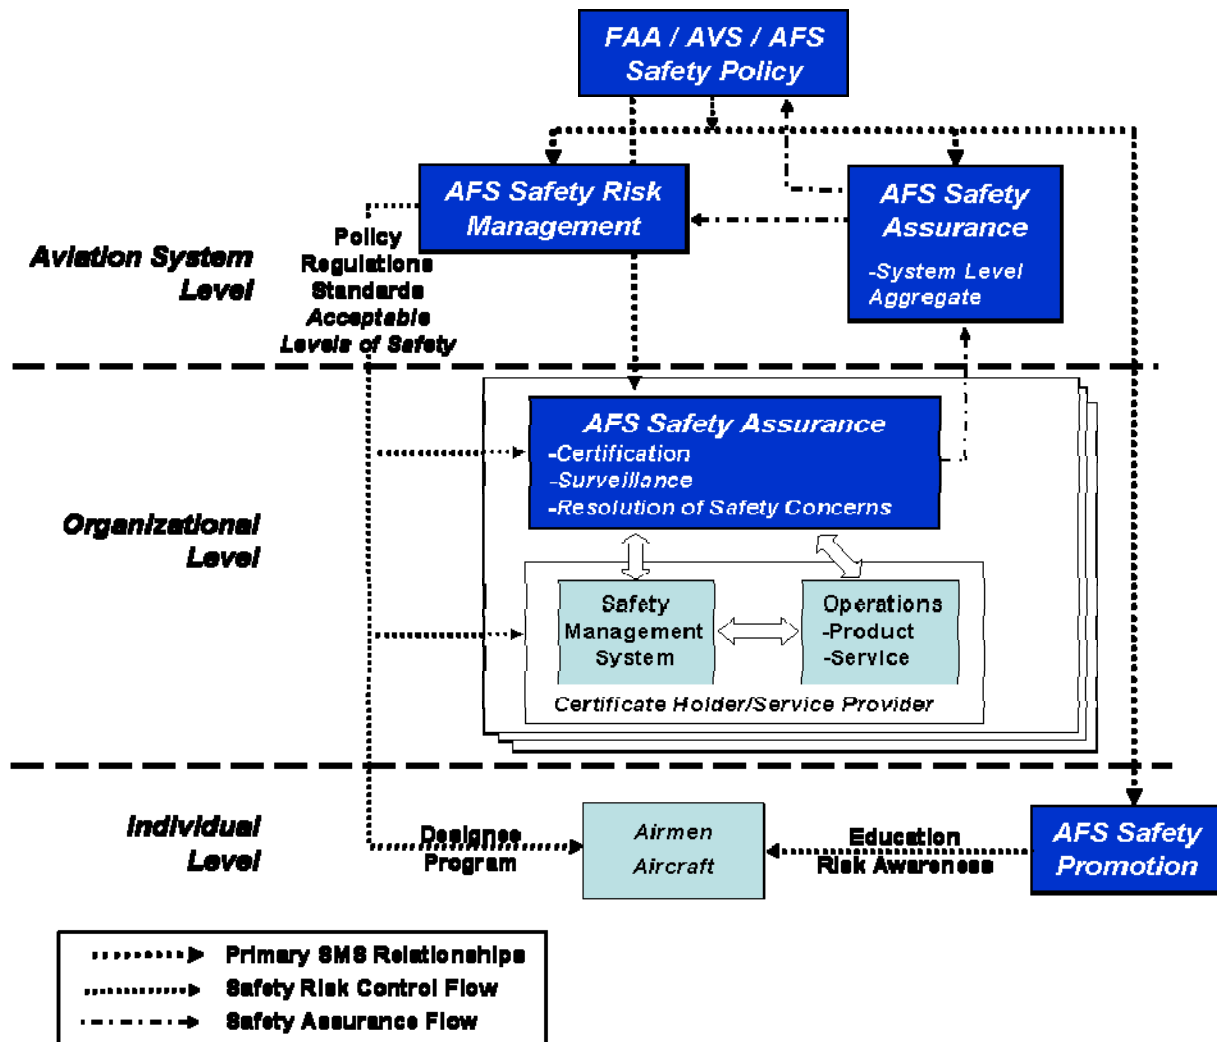 FAA / AVS / AFS
Safety Policy
AFS Safety Risk
Management
AFS Safety
Assurance
-System Level
Aggregate
Aviation System
Level
Policy
Regulations
Standards
Acceptable
Levels of Safety
AFS Safety Assurance
-Certification
-Surveillance
-Resolution of Safety Concerns
Organizational
Level
Safety
Management
System
Operations
-Product
-Service
Certificate Holder/Service Provider
Individual
Level
Designee
Program
Airmen
Aircraft
Education
Risk Awareness
AFS Safety
Promotion
Primary SMS Relationships
Safety Risk Control Flow
Safety Assurance Flow